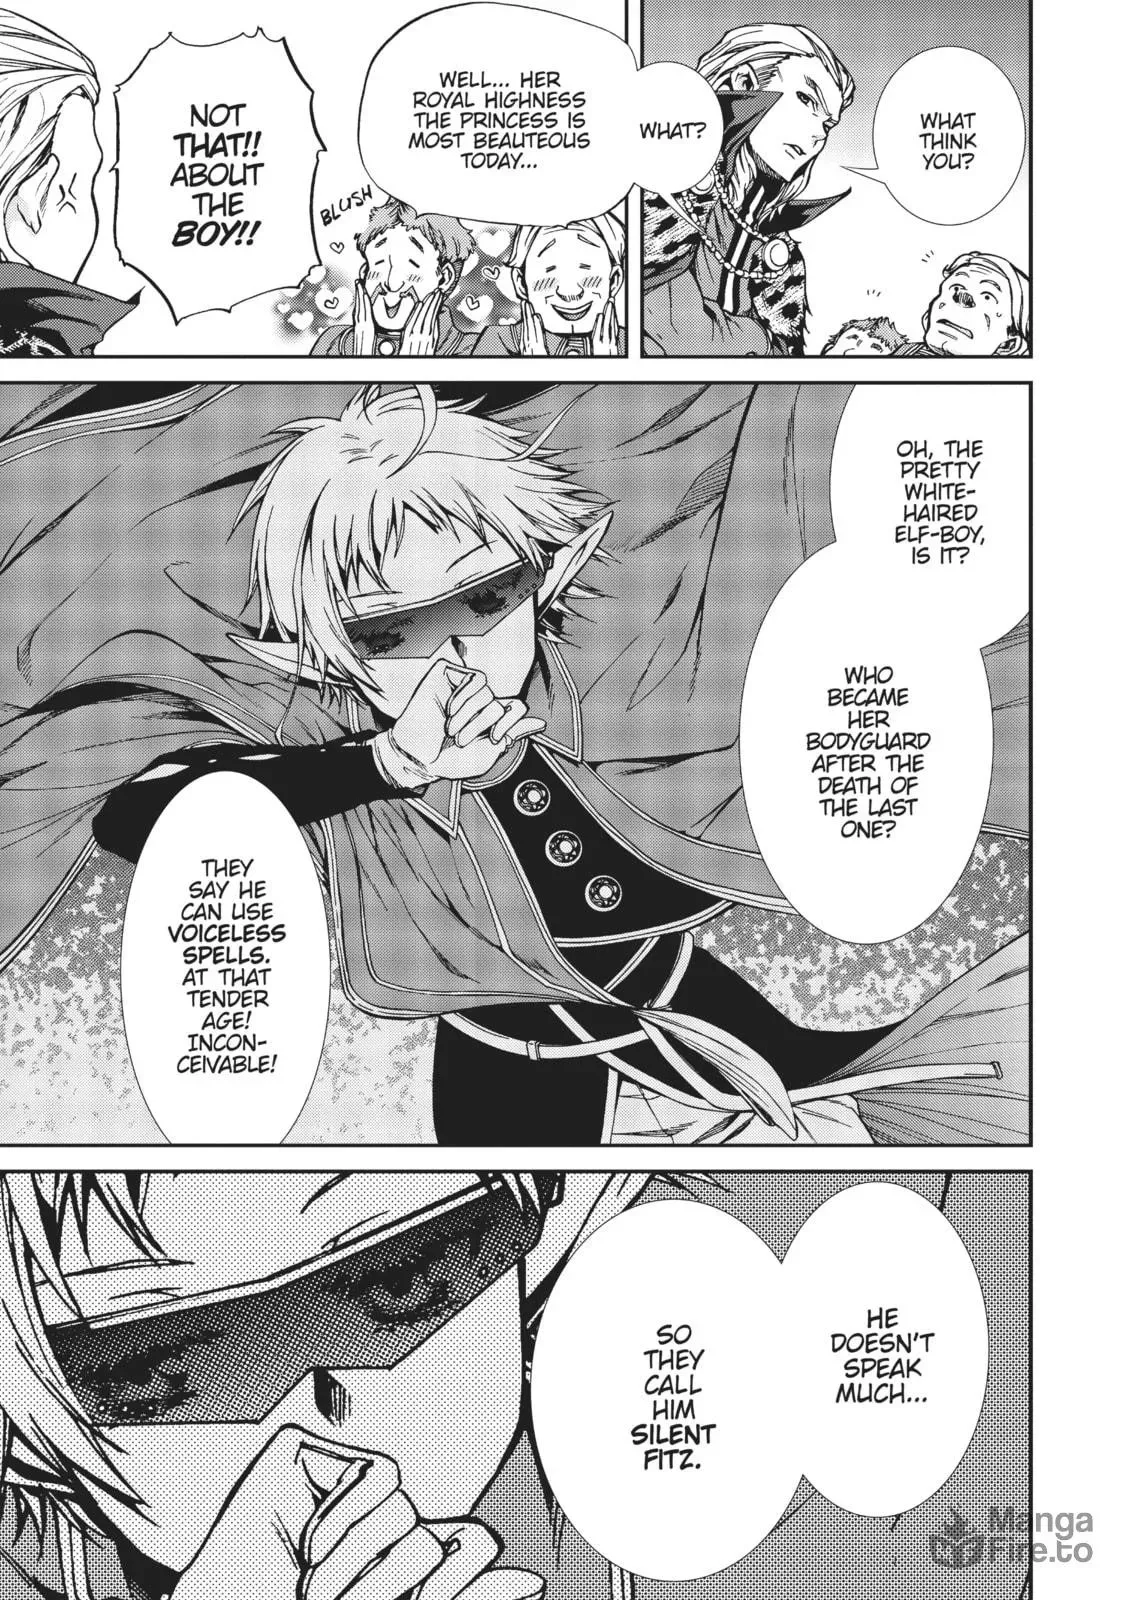 WHAT
THINK
YOU?
WHAT?
WELL... HER
ROYAL HIGHNESS
THE PRINCESS IS
MOST BEAUTEOUS
TODAY...
BLUSH
NOT
THAT!!
ABOUT
THE
BOY!!
OH, THE
PRETTY
WHITE-
HAIRED
ELF-BOY,
IS IT?
WHO
BECAME
HER
BODYGUARD
AFTER THE
DEATH OF
THE LAST
ONE?
THEY
SAY HE
CAN USE
VOICELESS
SPELLS.
AT THAT
TENDER
AGE!
INCON-
CEIVABLE!
HE
DOESN'T
SPEAK
MUCH...
SO
THEY
CALL
HIM
SILENT
FITZ.
Manga
Fire.to